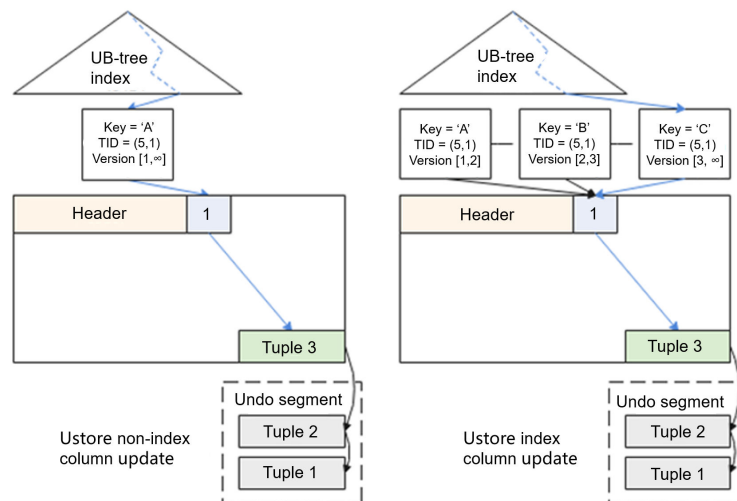 UB-tree
index
Key = ‘A’
TID = (5,1)
Version [1,∞]
Header
1
Tuple 3
Undo segment
Tuple 2
Tuple 1
Ustore non-index
column update
UB-tree
index
Key = ‘A’
TID = (5,1)
Version [1,2]
Key = ‘B’
TID = (5,1)
Version [2,3]
Key = ‘C’
TID = (5,1)
Version [3, ∞]
Header
1
Tuple 3
Undo segment
Tuple 2
Tuple 1
Ustore index
column update